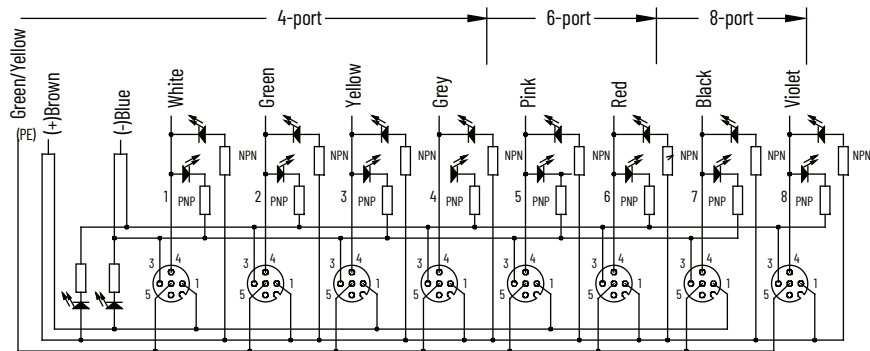 4-port
6-port
8-port
Green/Yellow
(PE)
(+)Brown
(-)Blue
White
Green
Yellow
Grey
Pink
Red
Black
Violet
NPN
NPN
NPN
NPN
NPN
NPN
NPN
NPN
1
2
3
4
5
6
7
8
PNP
PNP
PNP
PNP
PNP
PNP
PNP
PNP
3 4 1 5
3 4 1 5
3 4 1 5
3 4 1 5
3 4 1 5
3 4 1 5
3 4 1 5
3 4 1 5